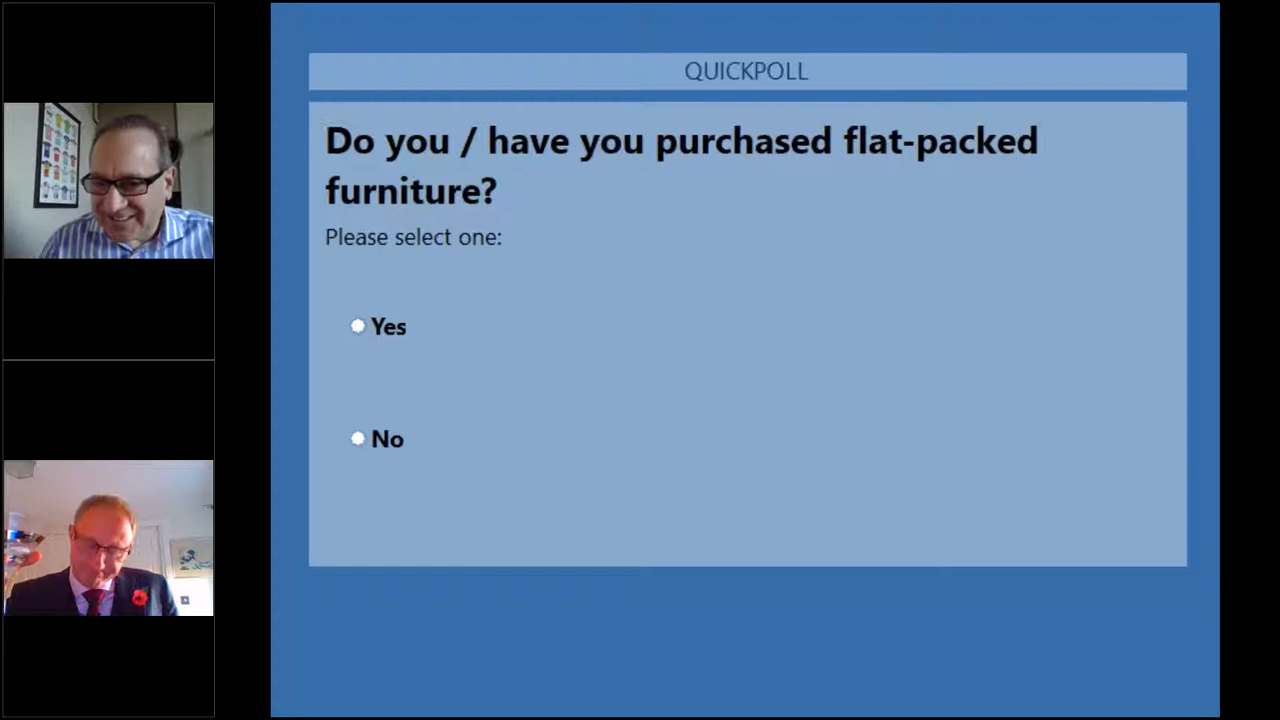 QUICKPOLL
Do you / have you purchased flat-packed
furniture?
Please select one:
Yes
No